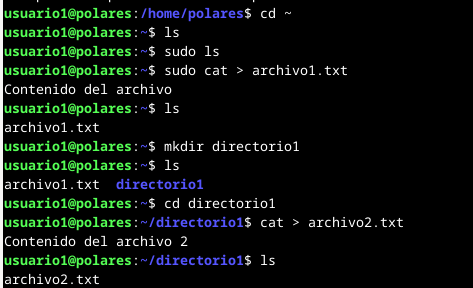 usuario1@polares:/home/polares$ cd ~
usuario1@polares:~$ ls
usuario1@polares:~$ sudo ls
usuario1@polares:~$ sudo cat > archivo1.txt
Contenido del archivo
usuario1@polares:~$ ls
archivo1.txt
usuario1@polares:~$ mkdir directorio1
usuario1@polares:~$ ls
archivo1.txt  directorio1
usuario1@polares:~$ cd directorio1
usuario1@polares:~/directorio1$ cat > archivo2.txt
Contenido del archivo 2
usuario1@polares:~/directorio1$ ls
archivo2.txt